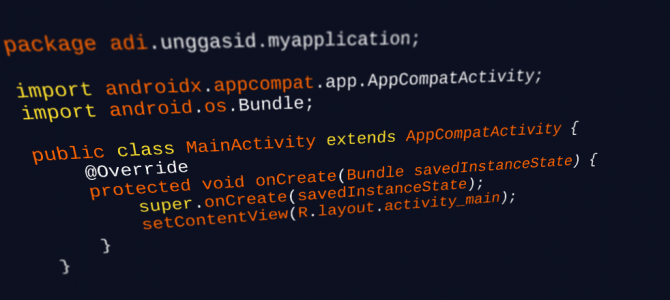 package adi.unggasid.myapplication;
import androidx.appcompat.app.AppCompatActivity;
import android.os.Bundle;
public class MainActivity extends AppCompatActivity {
@Override
protected void onCreate(Bundle savedInstanceState) {
super.onCreate(savedInstanceState);
setContentView(R.layout.activity_main);
}
}